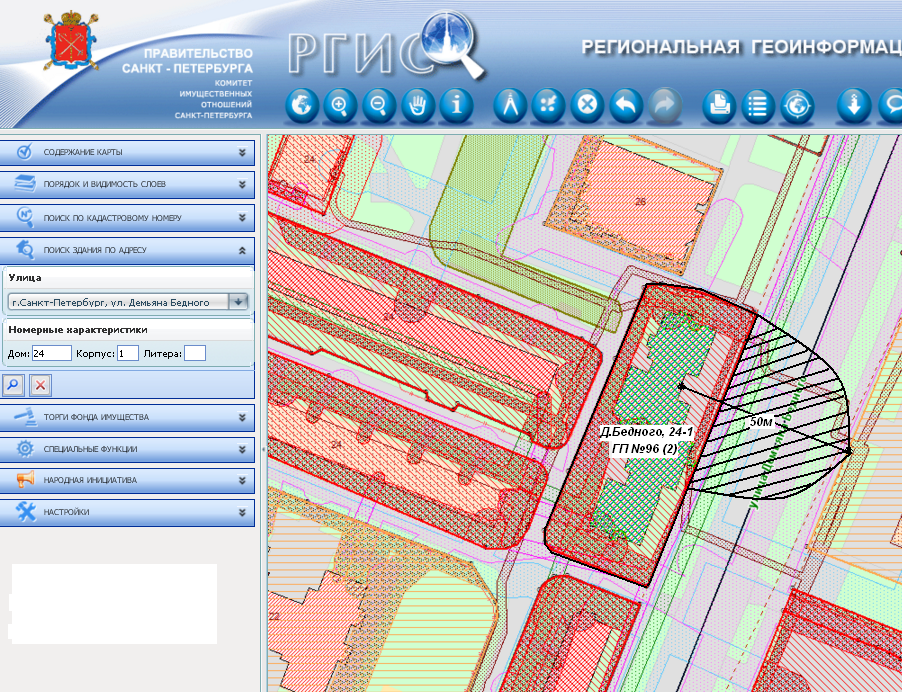 ПРАВИТЕЛЬСТВО
САНКТ - ПЕТЕРБУРГА
КОМИТЕТ
ИМУЩЕСТВЕННЫХ
ОТНОШЕНИЙ
САНКТ-ПЕТЕРБУРГА
РГИС
РЕГИОНАЛЬНАЯ ГЕОИНФОРМАЦ
СОДЕРЖАНИЕ КАРТЫ
ПОРЯДОК И ВИДИМОСТЬ СЛОЕВ
ПОИСК ПО КАДАСТРОВОМУ НОМЕРУ
ПОИСК ЗДАНИЯ ПО АДРЕСУ
Улица
г.Санкт-Петербург, ул. Демьяна Бедного
Номерные характеристики
Дом: 24 Корпус: 1 Литера:
ТОРГИ ФОНДА ИМУЩЕСТВА
СПЕЦИАЛЬНЫЕ ФУНКЦИИ
НАРОДНАЯ ИНИЦИАТИВА
НАСТРОЙКИ
24
26
24
50м
Д.Бедного, 24-1
ГП №96 (2)
24
22